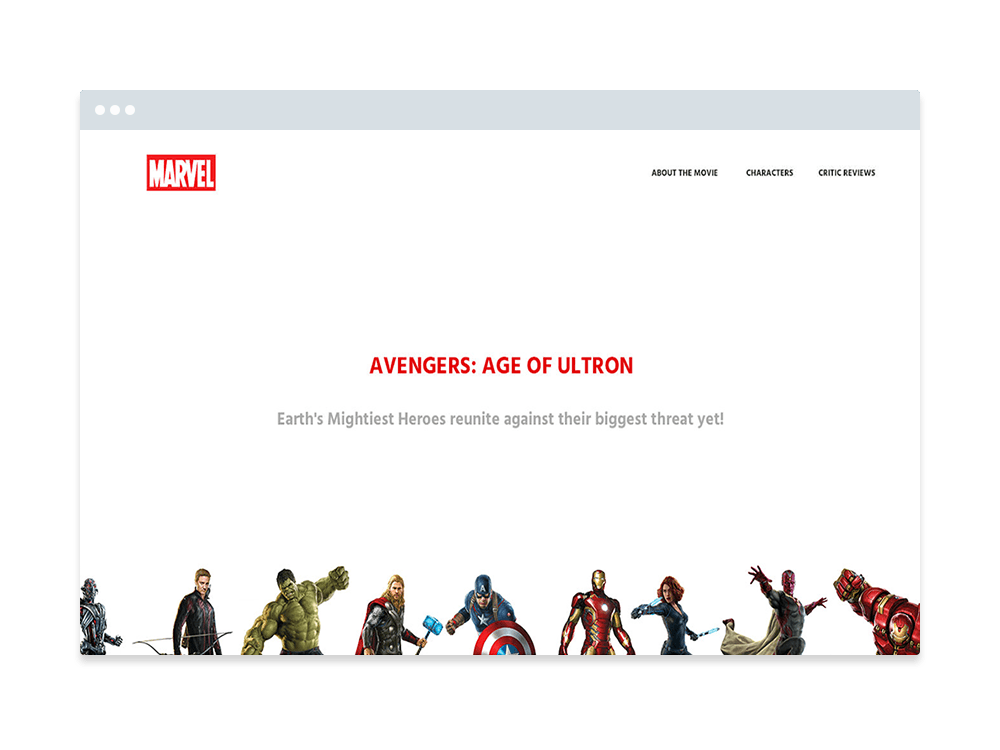 MARVEL
ABOUT THE MOVIE CHARACTERS CRITIC REVIEWS
AVENGERS: AGE OF ULTRON
Earth's Mightiest Heroes reunite against their biggest threat yet!